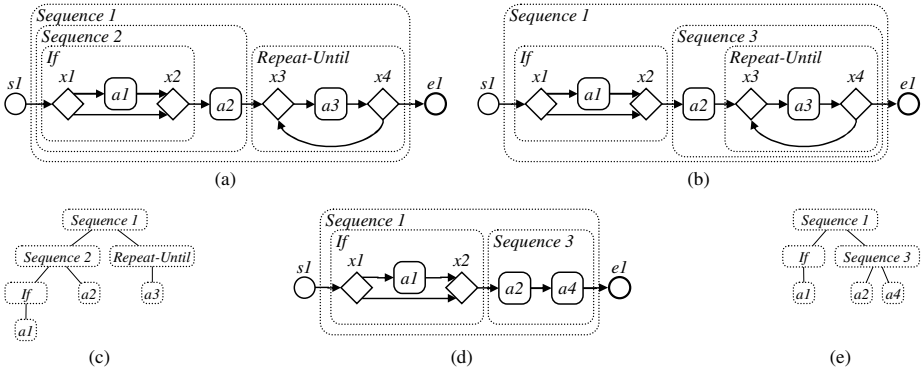 Sequence 1
Sequence 2
If
Repeat-Until
s1 x1 x2 x3 x4 e1
a1 a2 a3
(a)
Sequence 1
Sequence 3
If
Repeat-Until
s1 x1 x2 x3 x4 e1
a1 a2 a3
(b)
Sequence 1
Sequence 2 Repeat-Until
If a2 a3
a1
(c)
Sequence 1
If Sequence 3
s1 x1 x2 e1
a1 a2 a4
(d)
Sequence 1
If Sequence 3
a1 a2 a4
(e)